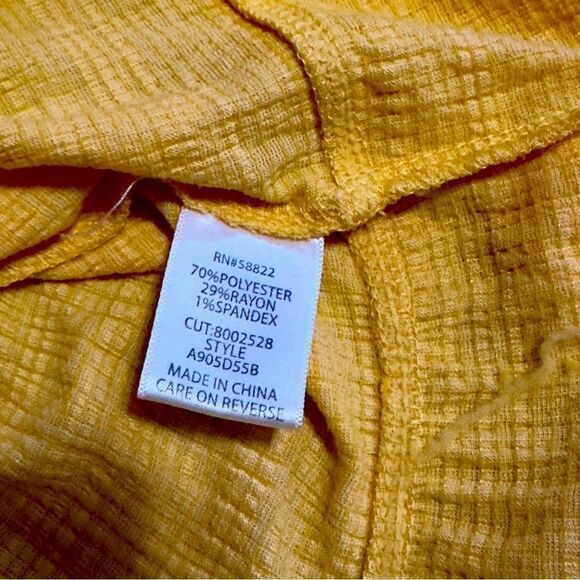 RN#58822
70%POLYESTER
29%RAYON
1%SPANDEX
CUT:8002528
STYLE
A905D55B
MADE IN CHINA
CARE ON REVERSE